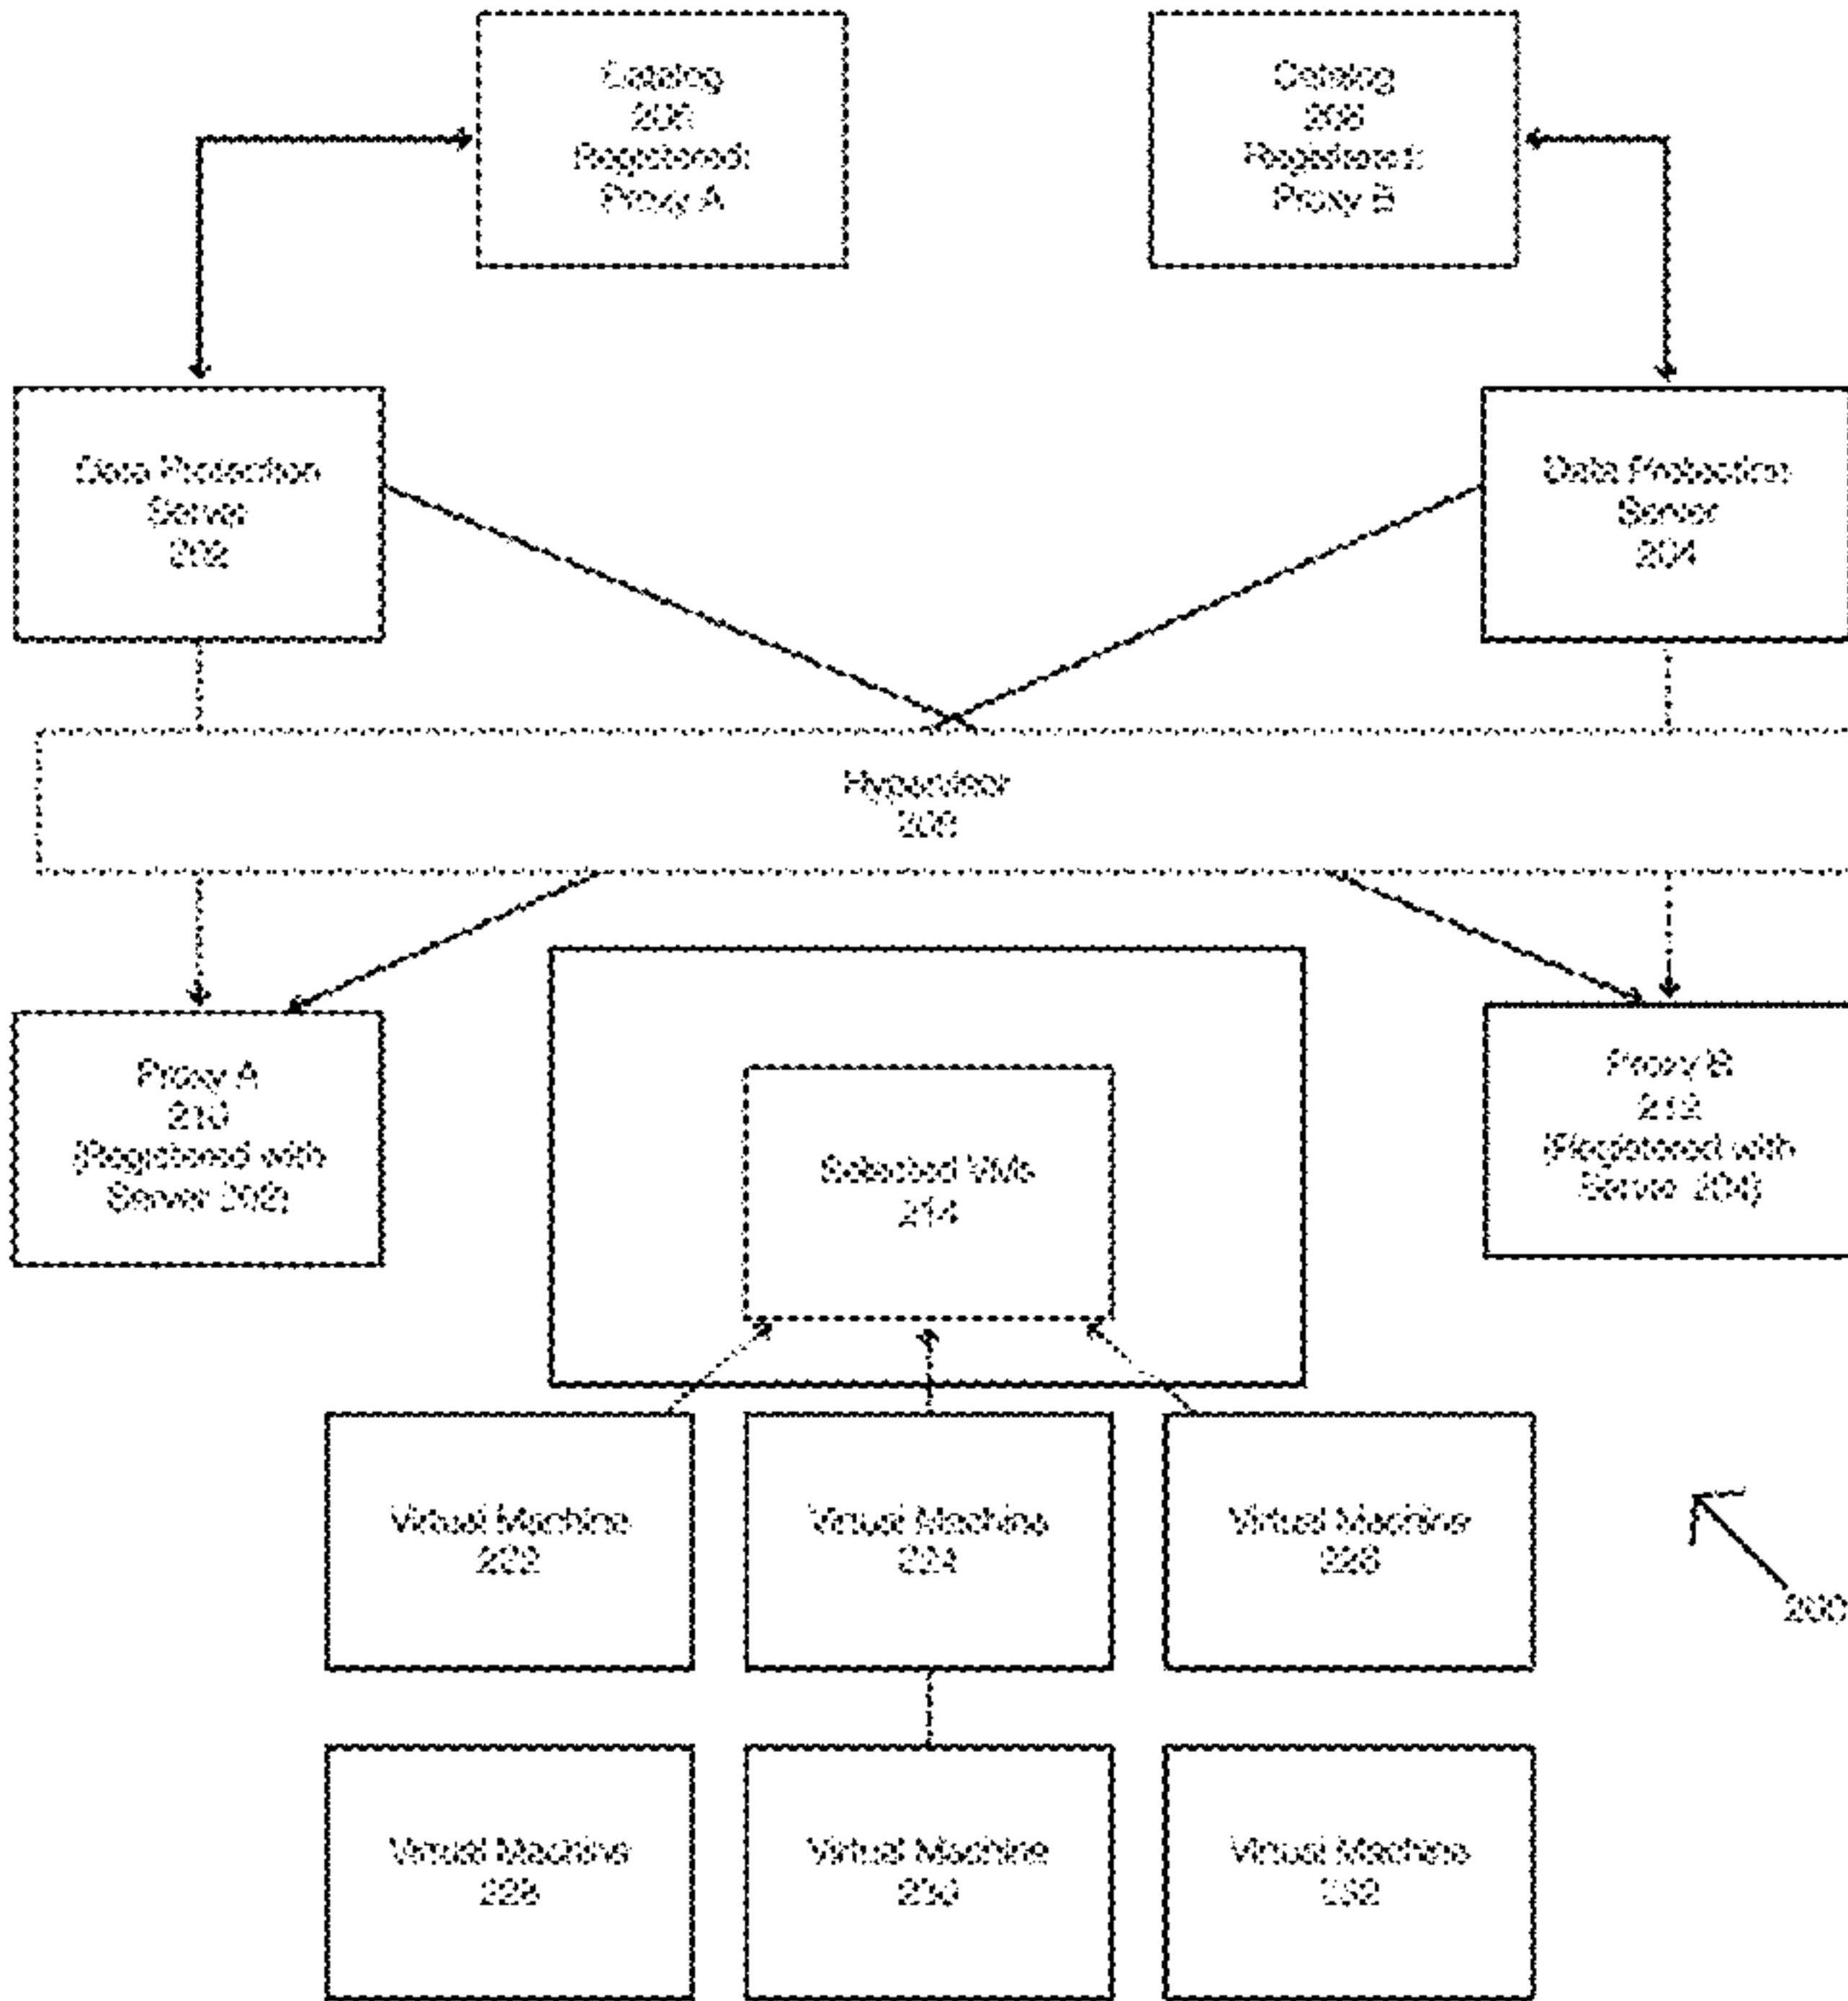 Catalog
Registered:
Proxy A
Catalog
Registered:
Proxy B
Data Protection
Server
202
Data Protection
Server
204
Hypervisor
Proxy A
210
(Registered with
Server 202)
Proxy B
212
(Registered with
Server 204)
Selected VMs
214
Virtual Machine
222
Virtual Machine
224
Virtual Machine
226
200
Virtual Machine
228
Virtual Machine
230
Virtual Machine
232